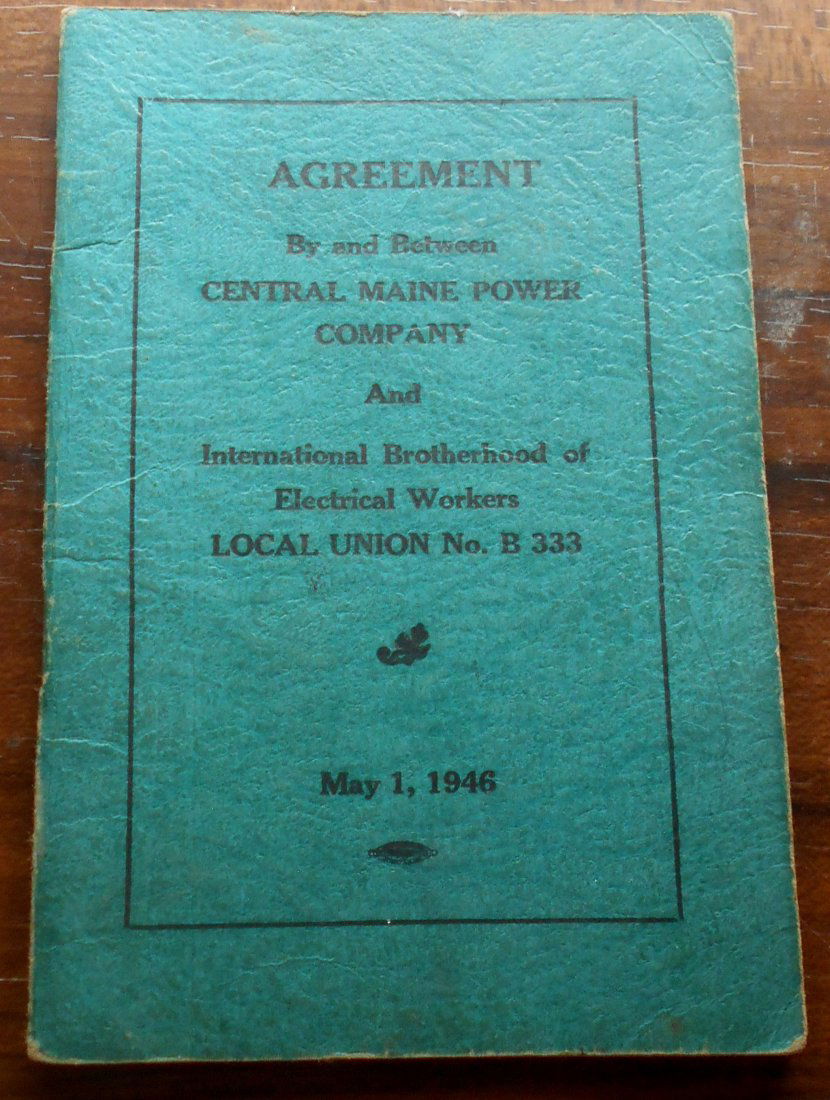 AGREEMENT
By and Between
CENTRAL MAINE POWER
COMPANY
And
International Brotherhood of
Electrical Workers
LOCAL UNION No. B 333
May 1, 1946